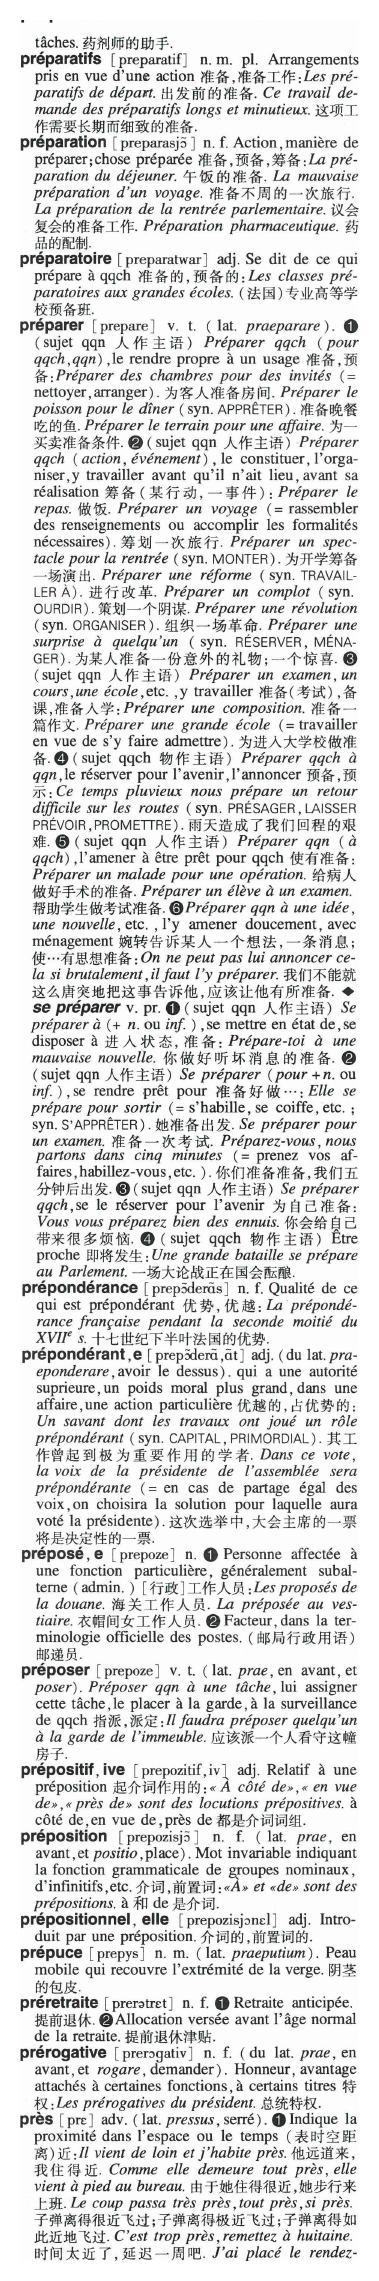 tâches. 药剂师的助手.
préparatifs [preparatif] n. m. pl. Arrangements
pris en vue d'une action 准备,准备工作:Les pré-
paratifs de départ. 出发前的准备. Ce travail de-
mande des préparatifs longs et minutieux. 这项工
作需要长期而细致的准备.
préparation [preparasjɔ̃] n. f. Action, manière de
préparer;chose préparée 准备,预备,筹备:La pré-
paration du déjeuner. 午饭的准备. La mauvaise
préparation d'un voyage. 准备不周的一次旅行.
La préparation de la rentrée parlementaire. 议会
复会的准备工作. Préparation pharmaceutique. 药
品的配制.
préparatoire [preparatwar] adj. Se dit de ce qui
prépare à qqch 准备的,预备的:Les classes pré-
paratoires aux grandes écoles. (法国)专业高等学
校预备班.
préparer [prepare] v. t. (lat. praeparare). ❶
(sujet qqn 人作主语) Préparer qqch (pour
qqch,qqn),le rendre propre à un usage 准备,预
备:Préparer des chambres pour des invités (=
nettoyer,arranger). 为客人准备房间. Préparer le
poisson pour le dîner (syn. APPRÊTER). 准备晚餐
吃的鱼. Préparer le terrain pour une affaire. 为一
买卖准备条件. ❷(sujet qqn 人作主语) Préparer
qqch (action, événement), le constituer, l'orga-
niser,y travailler avant qu'il n'ait lieu,avant sa
réalisation 筹备(某行动,一事件): Préparer le
repas. 做饭. Préparer un voyage (= rassembler
des renseignements ou accomplir les formalités
nécessaires). 筹划一次旅行. Préparer un spec-
tacle pour la rentrée (syn. MONTER). 为开学筹备
一场演出. Préparer une réforme (syn. TRAVAIL-
LER À). 进行改革. Préparer un complot (syn.
OURDIR). 策划一个阴谋. Préparer une révolution
(syn. ORGANISER). 组织一场革命. Préparer une
surprise à quelqu'un (syn. RÉSERVER, MÉNA-
GER). 为某人准备一份意外的礼物;一个惊喜. ❸
(sujet qqn 人作主语) Préparer un examen, un
cours,une école,etc. ,y travailler 准备(考试),备
课,准备入学:Préparer une composition. 准备一
篇作文. Préparer une grande école (= travailler
en vue de s'y faire admettre). 为进入大学校做准
备. ❹(sujet qqch 物作主语) Préparer qqch à
qqn,le réserver pour l'avenir,l'annoncer 预备,预
示:Ce temps pluvieux nous prépare un retour
difficile sur les routes (syn. PRÉSAGER,LAISSER
PRÉVOIR,PROMETTRE). 雨天造成了我们回程的艰
难. ❺(sujet qqn 人作主语) Préparer qqn (à
qqch),l'amener à être prêt pour qqch 使有准备:
Préparer un malade pour une opération. 给病人
做好手术的准备. Préparer un élève à un examen.
帮助学生做考试准备. ❻Préparer qqn à une idée,
une nouvelle, etc., l'y amener doucement, avec
ménagement 婉转告诉某人一个想法,一条消息;
使…有思想准备:On ne peut pas lui annoncer ce-
la si brutalement,il faut l'y préparer. 我们不能就
这么唐突地把这事告诉他,应该让他有所准备. ◆
se préparer v. pr. ❶(sujet qqn 人作主语) Se
préparer à (+ n. ou inf.),se mettre en état de,se
disposer à 进入状态, 准备: Prépare-toi à une
mauvaise nouvelle. 你做好听坏消息的准备. ❷
(sujet qqn 人作主语) Se préparer (pour + n. ou
inf.),se rendre prêt pour 准备好做…: Elle se
prépare pour sortir (= s'habille, se coiffe, etc. ;
syn. S'APPRÊTER). 她准备出发. Se préparer pour
un examen. 准备一次考试. Préparez-vous, nous
partons dans cinq minutes (= prenez vos af-
faires,habillez-vous,etc.). 你们准备准备,我们五
分钟后出发. ❸(sujet qqn 人作主语) Se préparer
qqch,se le réserver pour l'avenir 为自己准备:
Vous vous préparez bien des ennuis. 你会给自己
带来很多烦恼. ❹(sujet qqch 物作主语) Être
proche 即将发生:Une grande bataille se prépare
au Parlement. 一场大论战正在国会酝酿.
prépondérance [prepɔ̃derɑ̃s] n. f. Qualité de ce
qui est prépondérant 优势,优越: La prépondé-
rance française pendant la seconde moitié du
XVIIe s. 十七世纪下半叶法国的优势.
prépondérant,e [prepɔ̃derɑ̃,ɑ̃t] adj. (du lat. pra-
eponderare,avoir le dessus). qui a une autorité
suprieure,un poids moral plus grand, dans une
affaire,une action particulière 优越的,占优势的:
Un savant dont les travaux ont joué un rôle
prépondérant (syn. CAPITAL, PRIMORDIAL). 其工
作曾起到极为重要作用的学者. Dans ce vote,
la voix de la présidente de l'assemblée sera
prépondérante (= en cas de partage égal des
voix,on choisira la solution pour laquelle aura
voté la présidente). 这次选举中,大会主席的一票
将是决定性的一票.
préposé, e [prepoze] n. ❶ Personne affectée à
une fonction particulière, généralement subal-
terne (admin.) [行政]工作人员:Les proposés de
la douane. 海关工作人员. La préposée au ves-
tiaire. 衣帽间女工作人员. ❷ Facteur,dans la ter-
minologie officielle des postes. (邮局行政用语)
邮递员.
préposer [prepoze] v. t. (lat. prae,en avant,et
poser). Préposer qqn à une tâche,lui assigner
cette tâche,le placer à la garde,à la surveillance
de qqch 指派,派定:Il faudra préposer quelqu'un
à la garde de l'immeuble. 应该派一个人看守这幢
房子.
prépositif, ive [prepozitif,iv] adj. Relatif à une
préposition 起介词作用的:« À côté de»,« en vue
de»,« près de» sont des locutions prépositives. à
côté de,en vue de,près de 都是介词词组.
préposition [prepozisjɔ̃] n. f. (lat. prae, en
avant,et positio,place). Mot invariable indiquant
la fonction grammaticale de groupes nominaux,
d'infinitifs,etc. 介词,前置词:«À» et «de» sont des
prépositions. à 和 de 是介词.
prépositionnel, elle [prepozisjɔnɛl] adj. Intro-
duit par une préposition. 介词的,前置词的.
prépuce [prepys] n. m. (lat. praeputium). Peau
mobile qui recouvre l'extrémité de la verge. 阴茎
的包皮.
préretraite [prerətrɛt] n. f. ❶ Retraite anticipée.
提前退休. ❷Allocation versée avant l'âge normal
de la retraite. 提前退休津贴.
prérogative [prerɔgativ] n. f. (du lat. prae, en
avant,et rogare,demander). Honneur, avantage
attachés à certaines fonctions,à certains titres 特
权:Les prérogatives du président. 总统特权.
près [prɛ] adv. (lat. pressus,serré). ❶Indique la
proximité dans l'espace ou le temps (表时空距
离)近:Il vient de loin et j'habite près. 他远道来,
我住得近. Comme elle demeure tout près, elle
vient à pied au bureau. 由于她住得很近,她步行来
上班. Le coup passa très près,tout près,si près.
子弹离得很近飞过;子弹离得极近飞过;子弹离得如
此近地飞过. C'est trop près,remettez à huitaine.
时间太近了,延迟一周吧. J'ai placé le rendez-